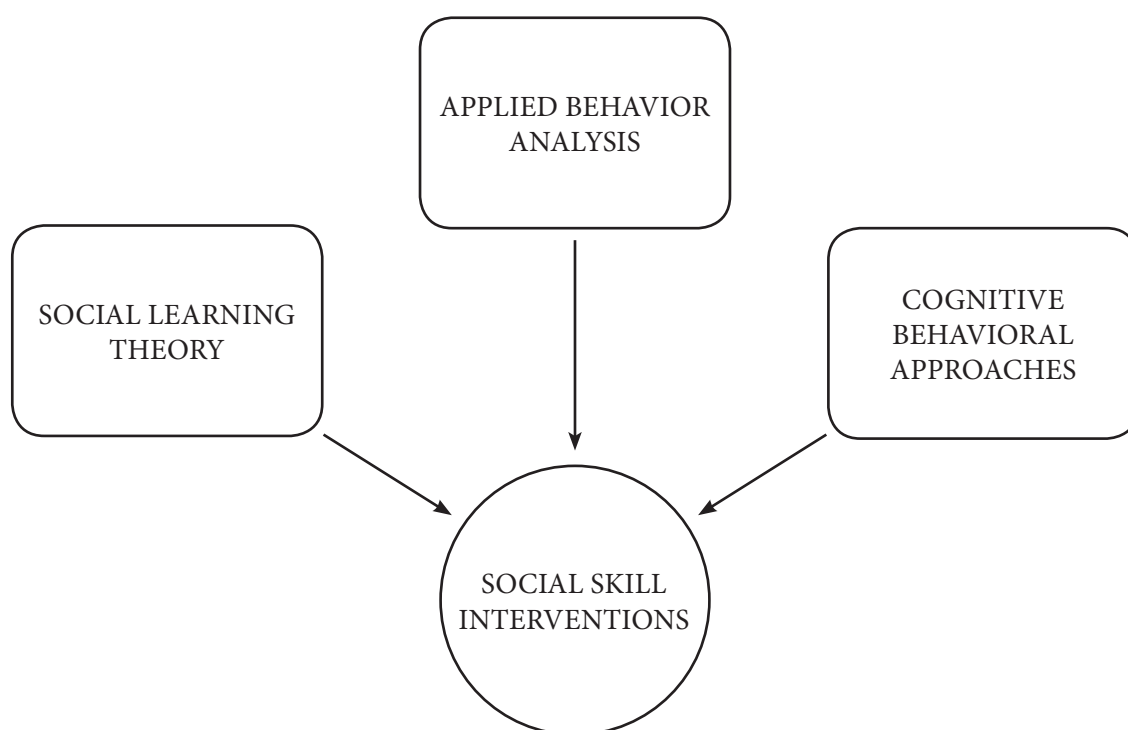 APPLIED BEHAVIOR
ANALYSIS
SOCIAL LEARNING
THEORY
COGNITIVE
BEHAVIORAL
APPROACHES
SOCIAL SKILL
INTERVENTIONS